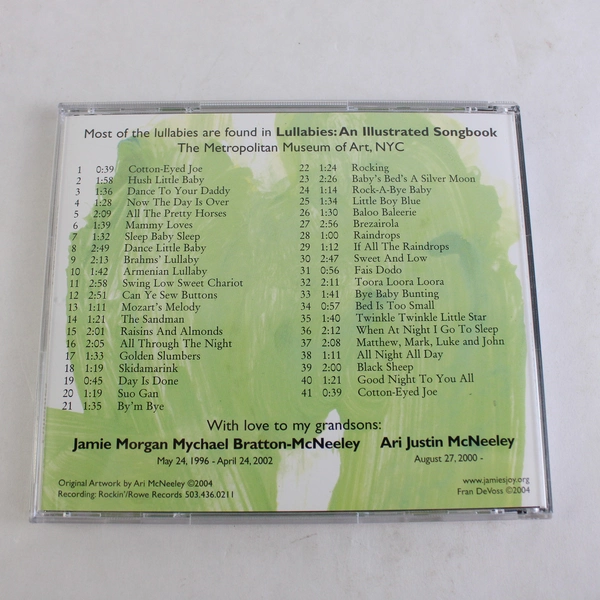 Most of the lullabies are found in Lullabies: An Illustrated Songbook
The Metropolitan Museum of Art, NYC
1 0:39 Cotton-Eyed Joe
2 1:58 Hush Little Baby
3 1:36 Dance To Your Daddy
4 1:28 Now The Day Is Over
5 2:09 All The Pretty Horses
6 1:39 Mammy Loves
7 1:32 Sleep Baby Sleep
8 2:49 Dance Little Baby
9 2:13 Brahms' Lullaby
10 1:42 Armenian Lullaby
11 2:58 Swing Low Sweet Chariot
12 2:51 Can Ye Sew Buttons
13 1:11 Mozart's Melody
14 1:21 The Sandman
15 2:01 Raisins And Almonds
16 2:05 All Through The Night
17 1:33 Golden Slumbers
18 1:19 Skidamarink
19 0:45 Day Is Done
20 1:19 Suo Gan
21 1:35 By'm Bye
22 1:24 Rocking
23 2:26 Baby's Bed's A Silver Moon
24 1:14 Rock-A-Bye Baby
25 1:34 Little Boy Blue
26 1:30 Baloo Baleerie
27 2:56 Brezairola
28 1:00 Raindrops
29 1:12 If All The Raindrops
30 2:47 Sweet And Low
31 0:56 Fais Dodo
32 2:11 Toora Loora Loora
33 1:41 Bye Baby Bunting
34 0:57 Bed Is Too Small
35 1:40 Twinkle Twinkle Little Star
36 2:12 When At Night I Go To Sleep
37 2:08 Matthew, Mark, Luke and John
38 1:11 All Night All Day
39 2:00 Black Sheep
40 1:21 Good Night To You All
41 0:39 Cotton-Eyed Joe
With love to my grandsons:
Jamie Morgan Mychael Bratton-McNeeley Ari Justin McNeeley
May 24, 1996 - April 24, 2002 August 27, 2000 -
Original Artwork by Ari McNeeley ©2004 www.jamiesjoy.org
Recording: Rockin'/Rowe Records 503.436.0211 Fran DeVoss ©2004